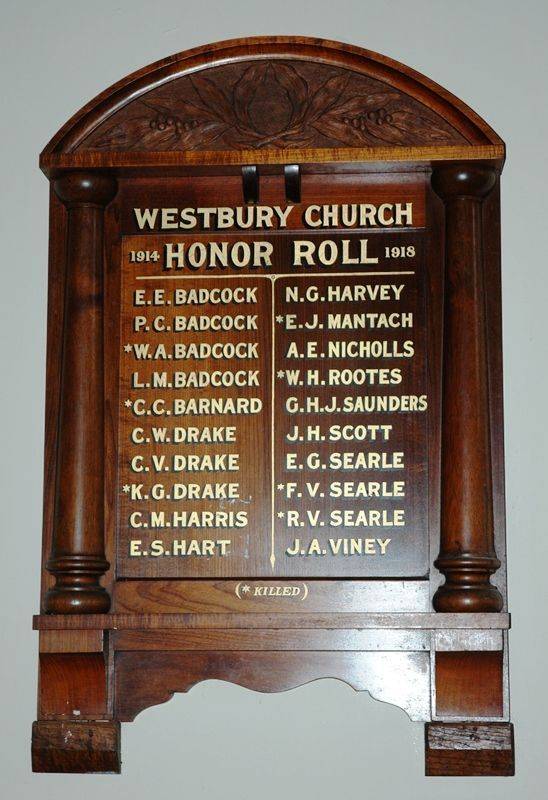 WESTBURY CHURCH
1914 HONOR ROLL 1918
E.E. BADCOCK
P.C. BADCOCK
*W.A. BADCOCK
L.M. BADCOCK
*C.C. BARNARD
C.W. DRAKE
C.V. DRAKE
*K.G. DRAKE
C.M. HARRIS
E.S. HART
N.G. HARVEY
*E.J. MANTACH
A.E. NICHOLLS
*W.H. ROOTES
G.H.J. SAUNDERS
J.H. SCOTT
E.G. SEARLE
*F.V. SEARLE
*R.V. SEARLE
J.A. VINEY
(* KILLED)